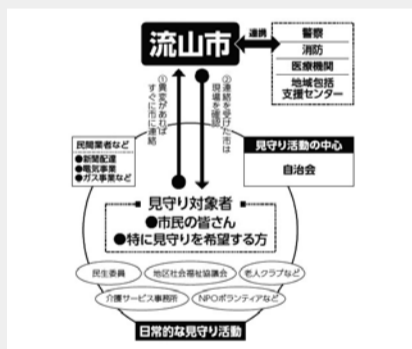 流山市
連携
警察
消防
医療機関
地域包括
支援センター
①異変があれば
すぐに市に連絡
②連絡を受けた市は
現場を確認
民間業者など
●新聞配達
●電気事業
●ガス事業など
見守り活動の中心
自治会
見守り対象者
●市民の皆さん
●特に見守りを希望する方
民生委員
地区社会福祉協議会
老人クラブなど
介護サービス事務所
NPOボランティアなど
日常的な見守り活動